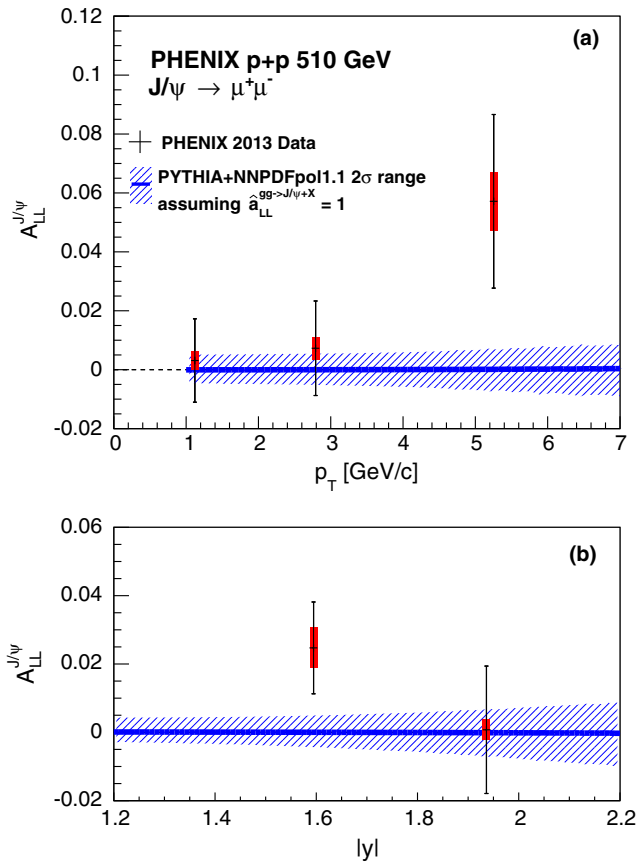 (a)
PHENIX p+p 510 GeV
J/ψ → μ⁺μ⁻
PHENIX 2013 Data
PYTHIA+NNPDFpol1.1 2σ range
assuming â_LL^gg->J/ψ+X = 1
A_LL^J/ψ
0.12
0.1
0.08
0.06
0.04
0.02
0
-0.02
0 1 2 3 4 5 6 7
p_T [GeV/c]
(b)
A_LL^J/ψ
0.06
0.04
0.02
0
-0.02
1.2 1.4 1.6 1.8 2 2.2
|y|